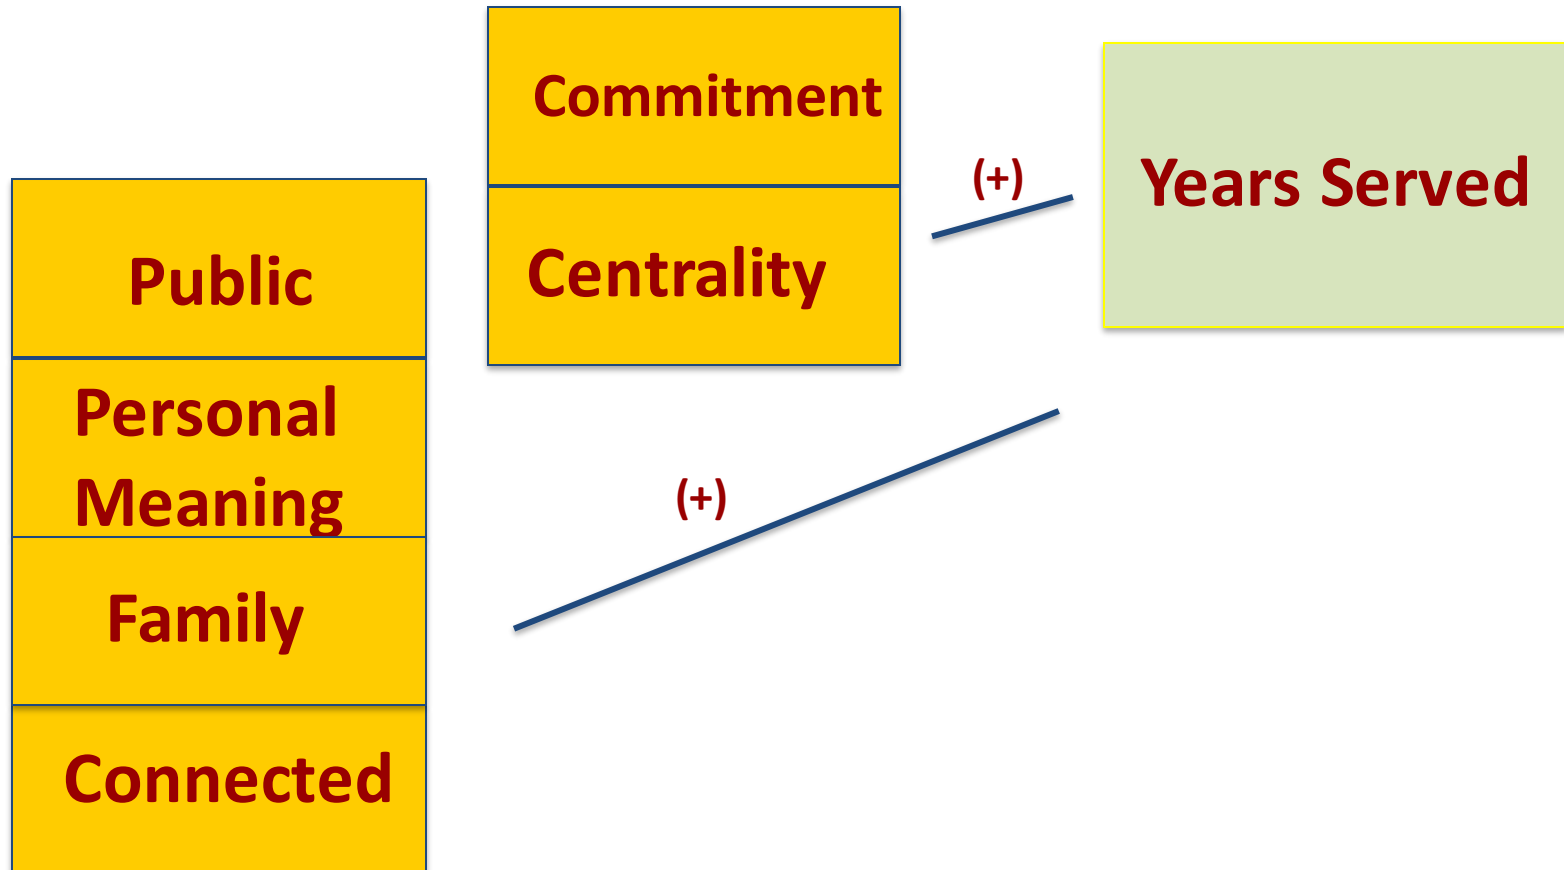 Commitment
(+)
Years Served
Centrality
Public
Personal
Meaning
(+)
Family
Connected